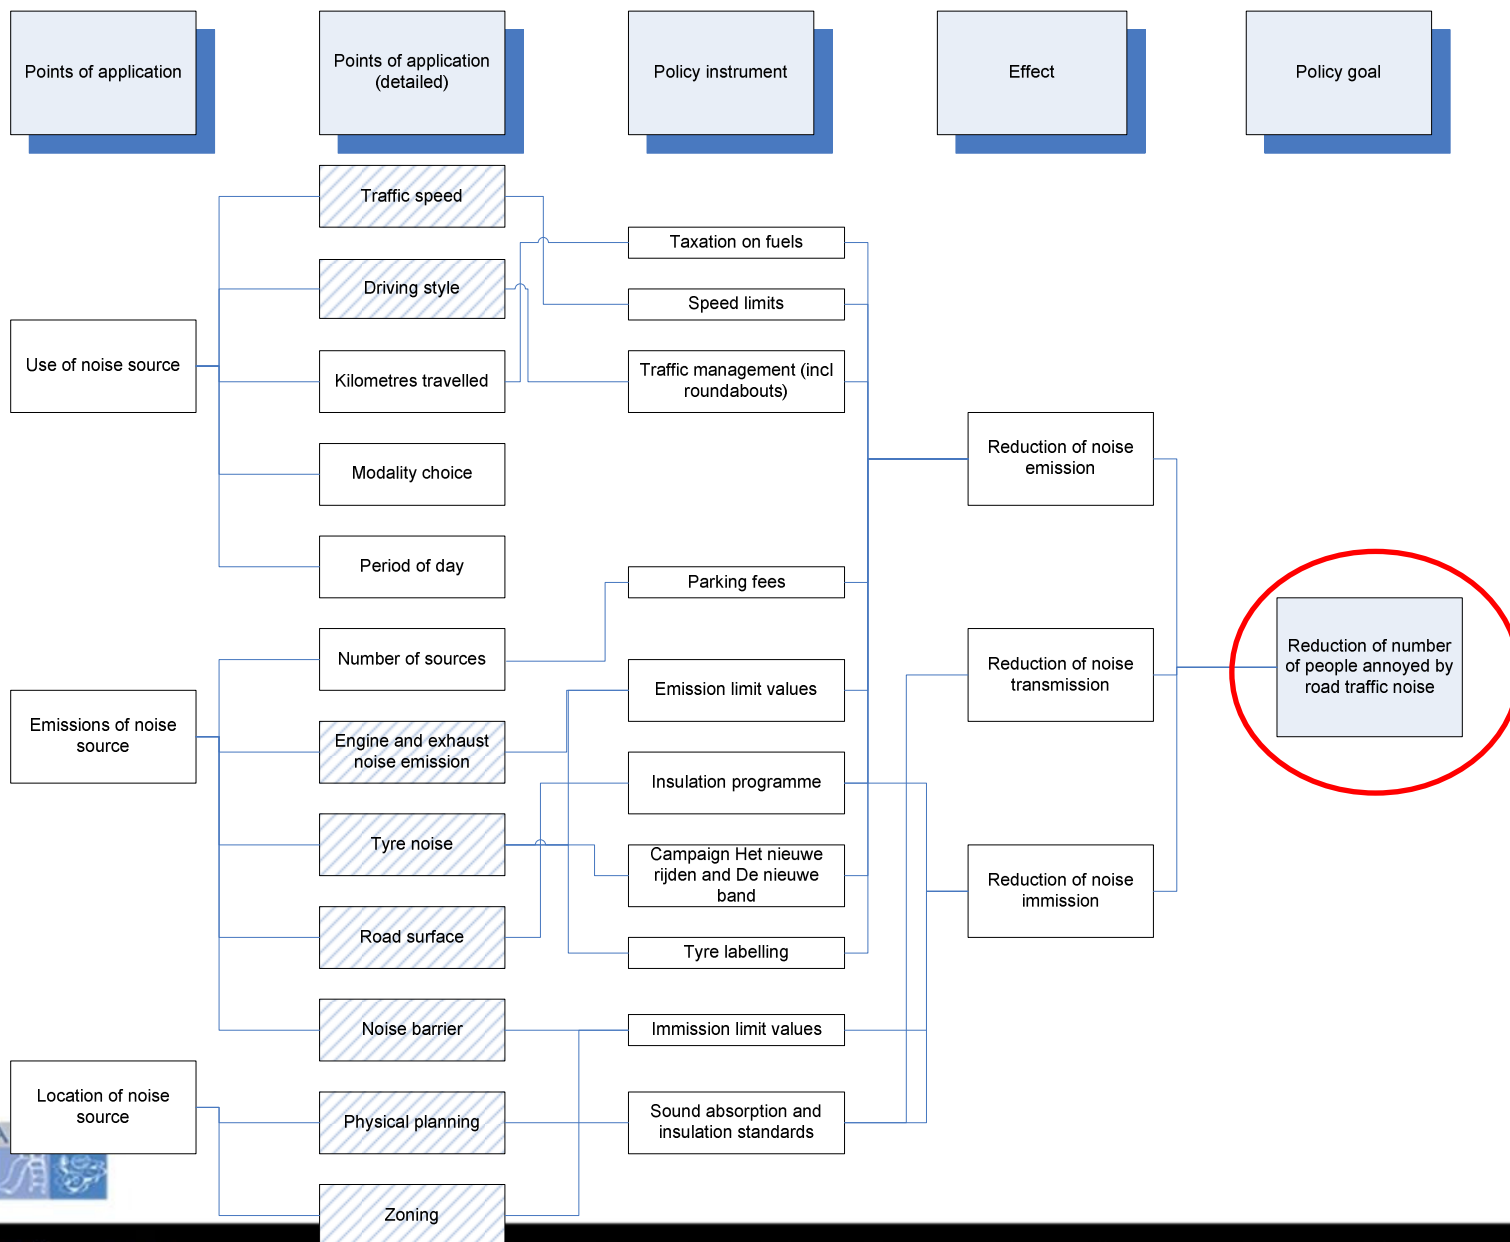 Points of application
Points of application
(detailed)
Policy instrument
Effect
Policy goal
Traffic speed
Driving style
Kilometres travelled
Modality choice
Period of day
Use of noise source
Number of sources
Engine and exhaust
noise emission
Tyre noise
Road surface
Noise barrier
Emissions of noise
source
Physical planning
Zoning
Location of noise
source
Taxation on fuels
Speed limits
Traffic management (incl
roundabouts)
Parking fees
Emission limit values
Insulation programme
Campaign Het nieuwe
rijden and De nieuwe
band
Tyre labelling
Immission limit values
Sound absorption and
insulation standards
Reduction of noise
emission
Reduction of noise
transmission
Reduction of noise
immission
Reduction of number
of people annoyed by
road traffic noise